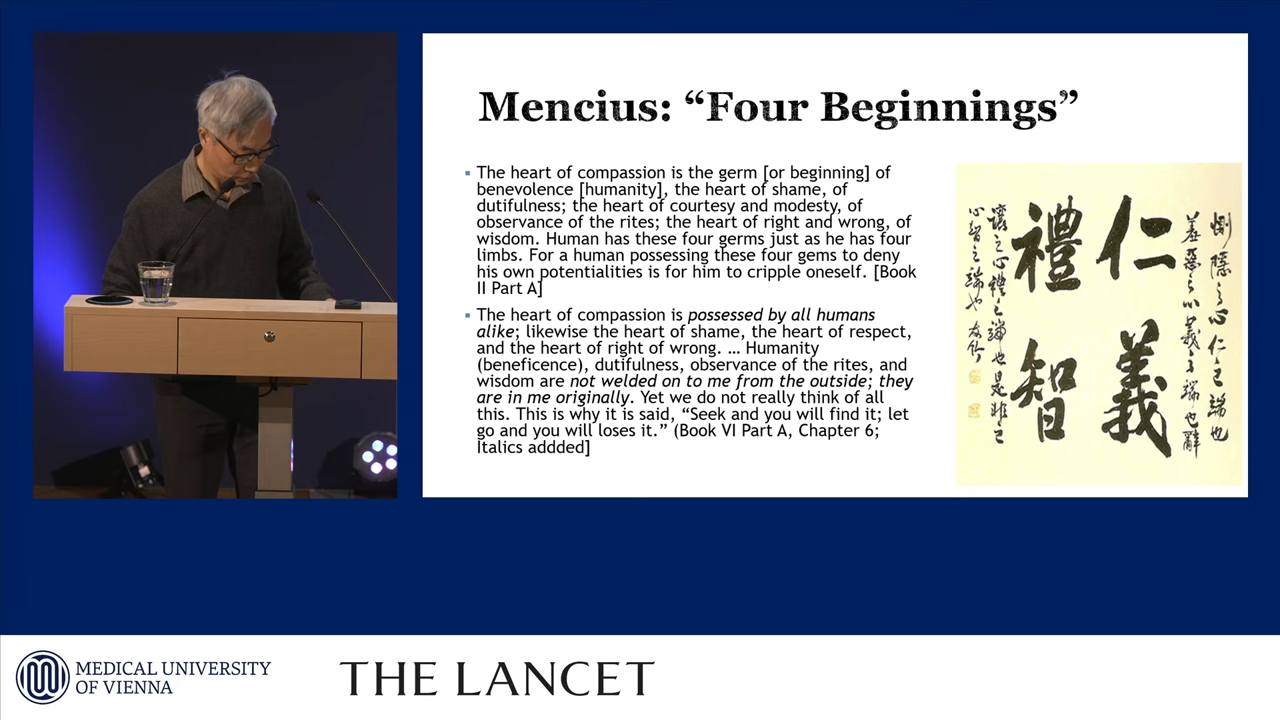 Mencius: “Four Beginnings”
The heart of compassion is the germ [or beginning] of
benevolence [humanity], the heart of shame, of
dutifulness; the heart of courtesy and modesty, of
observance of the rites; the heart of right and wrong, of
wisdom. Human has these four germs just as he has four
limbs. For a human possessing these four gems to deny
his own potentialities is for him to cripple oneself. [Book
II Part A]
The heart of compassion is possessed by all humans
alike; likewise the heart of shame, the heart of respect,
and the heart of right of wrong. … Humanity
(beneficence), dutifulness, observance of the rites, and
wisdom are not welded on to me from the outside; they
are in me originally. Yet we do not really think of all
this. This is why it is said, “Seek and you will find it; let
go and you will loses it.” (Book VI Part A, Chapter 6;
Italics addded]
惻隱之心仁之端也
羞惡之心義之端也辭
仁義
禮智
讓之心禮之端也是非之
心智之端也
MEDICAL UNIVERSITY
OF VIENNA
THE LANCET